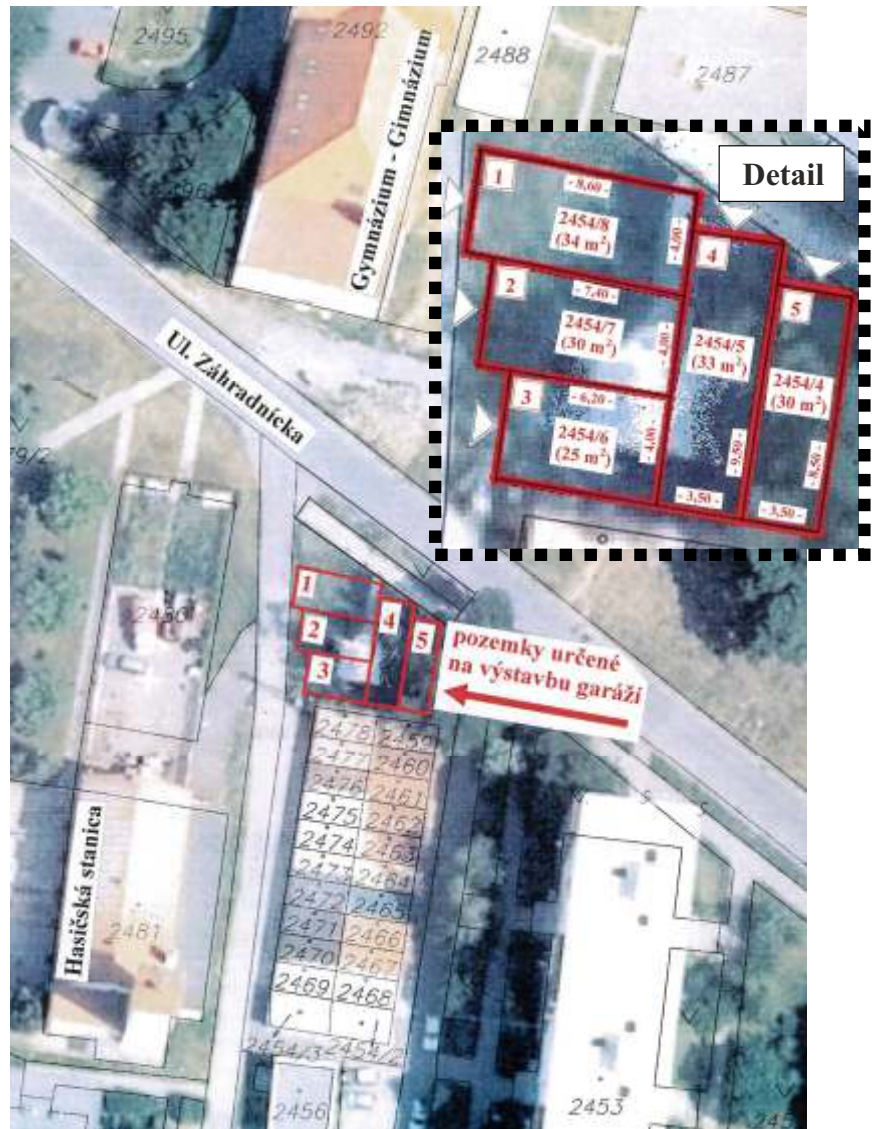 2495
2492
2488
2487
Gymnázium - Gimnázium
Ul. Záhradnícka
Detail
1
- 8,60 -
2454/8
(34 m²)
- 4,00 -
2
- 7,40 -
2454/7
(30 m²)
- 4,00 -
3
- 6,20 -
2454/6
(25 m²)
- 4,00 -
4
2454/5
(33 m²)
- 9,50 -
- 3,50 -
5
2454/4
(30 m²)
- 8,50 -
- 3,50 -
1
2
3
4
5
pozemky určené
na výstavbu garáží
Hasičská stanica
2481
2478 2459
2477 2460
2476 2461
2475 2462
2474 2463
2473 2464
2472 2465
2471 2466
2470 2467
2469 2468
2454/3 2454/2
2456
2453